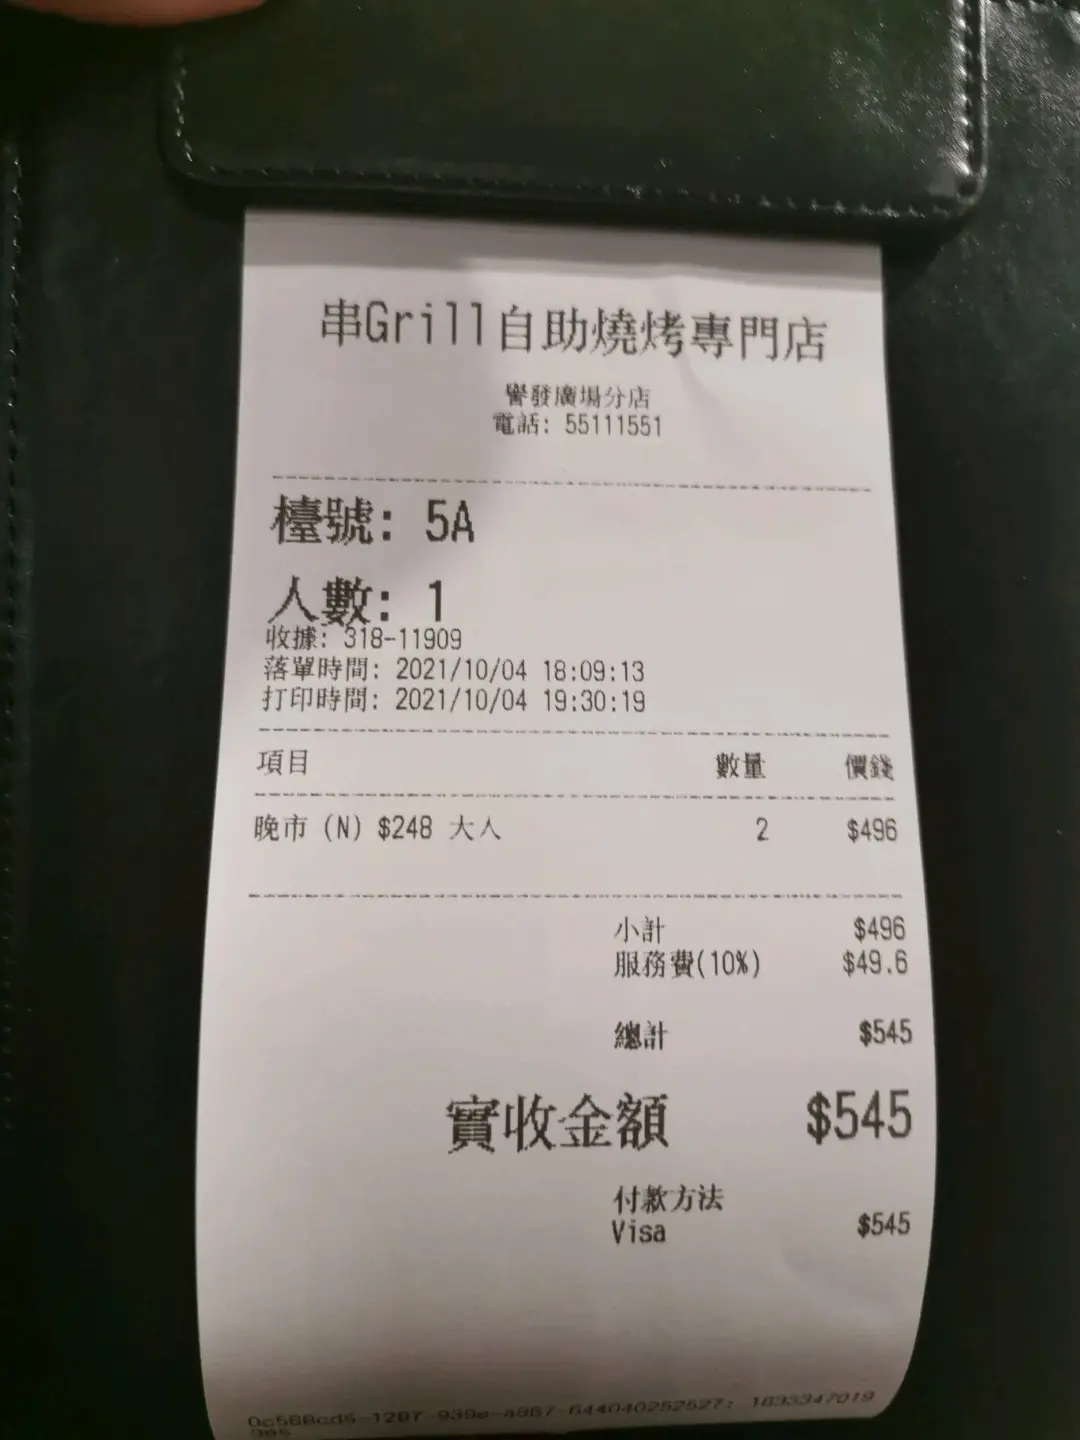 串Grill自助燒烤專門店
譽發廣場分店
電話: 55111551
檯號: 5A
人數: 1
收據: 318-11909
落單時間: 2021/10/04 18:09:13
打印時間: 2021/10/04 19:30:19
項目 數量 價錢
晚市 (N) $248 大人 2 $496
小計 $496
服務費(10%) $49.6
總計 $545
實收金額 $545
付款方法
Visa $545